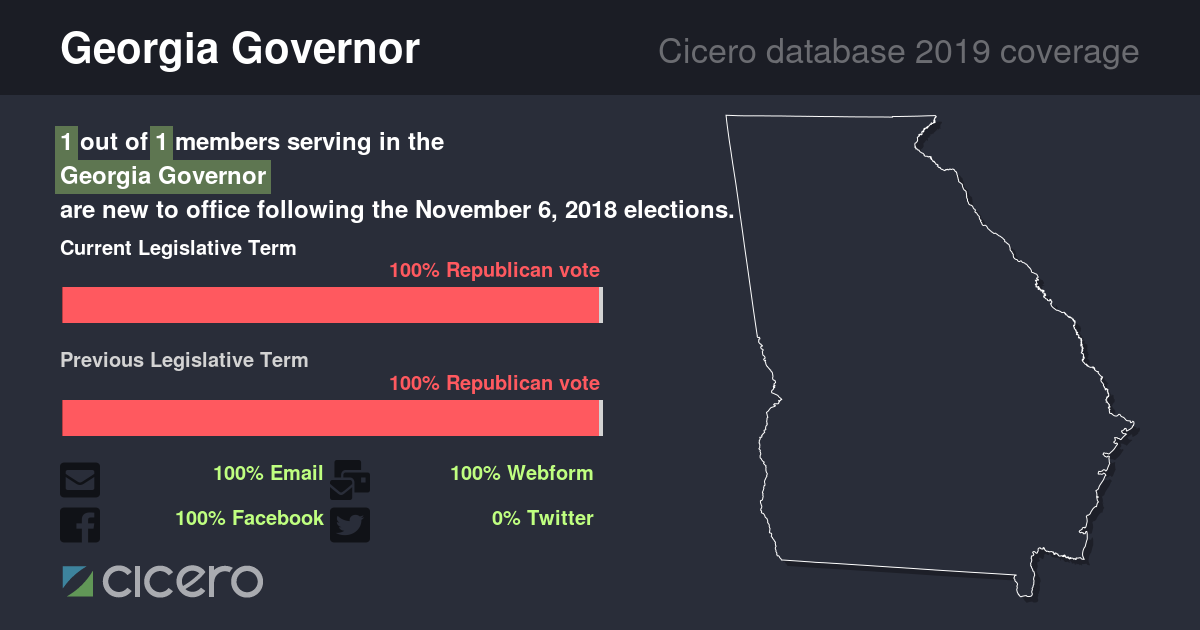 Georgia Governor
Cicero database 2019 coverage
1 out of 1 members serving in the
Georgia Governor
are new to office following the November 6, 2018 elections.
Current Legislative Term
100% Republican vote
Previous Legislative Term
100% Republican vote
100% Email
100% Webform
100% Facebook
0% Twitter
cicero